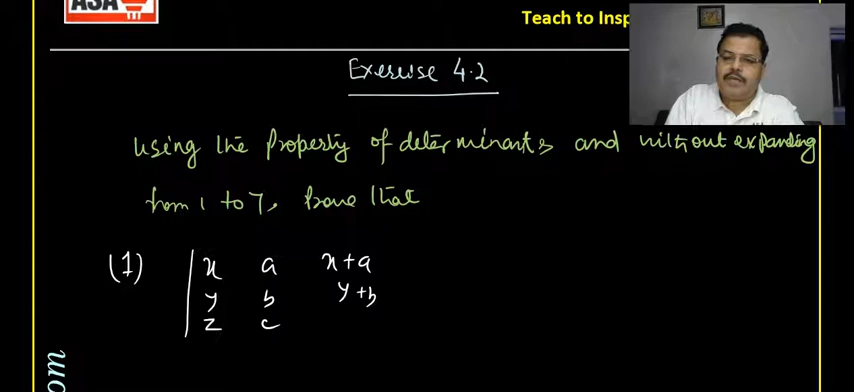 ASA
Teach to Insp
Exercise 4.2
Using the Property of determinants and without expanding
from 1 to 7, Prove that
(1) x a x+a
y b y+b
z c
om